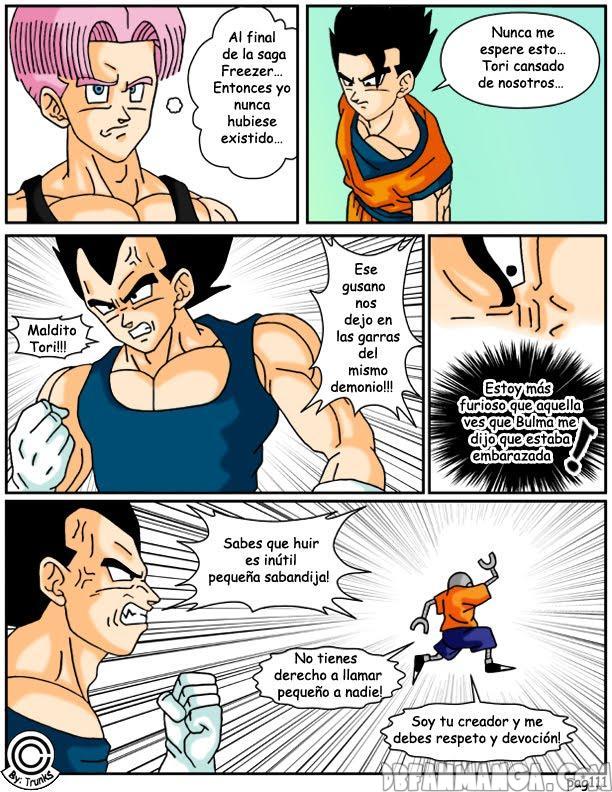 Al final
de la saga
Freezer...
Entonces yo
nunca
hubiese
existido...
Nunca me
espere esto...
Tori cansado
de nosotros...
Maldito
Tori!!!
Ese
gusano
nos
dejo en
las garras
del
mismo
demonio!!!
Estoy más
furioso que aquella
ves que Bulma me
dijo que estaba
embarazada
!
Sabes que huir
es inútil
pequeña sabandija!
No tienes
derecho a llamar
pequeño a nadie!
Soy tu creador y me
debes respeto y devoción!
By: Trunks
DBFANMANGA.COM
pag111